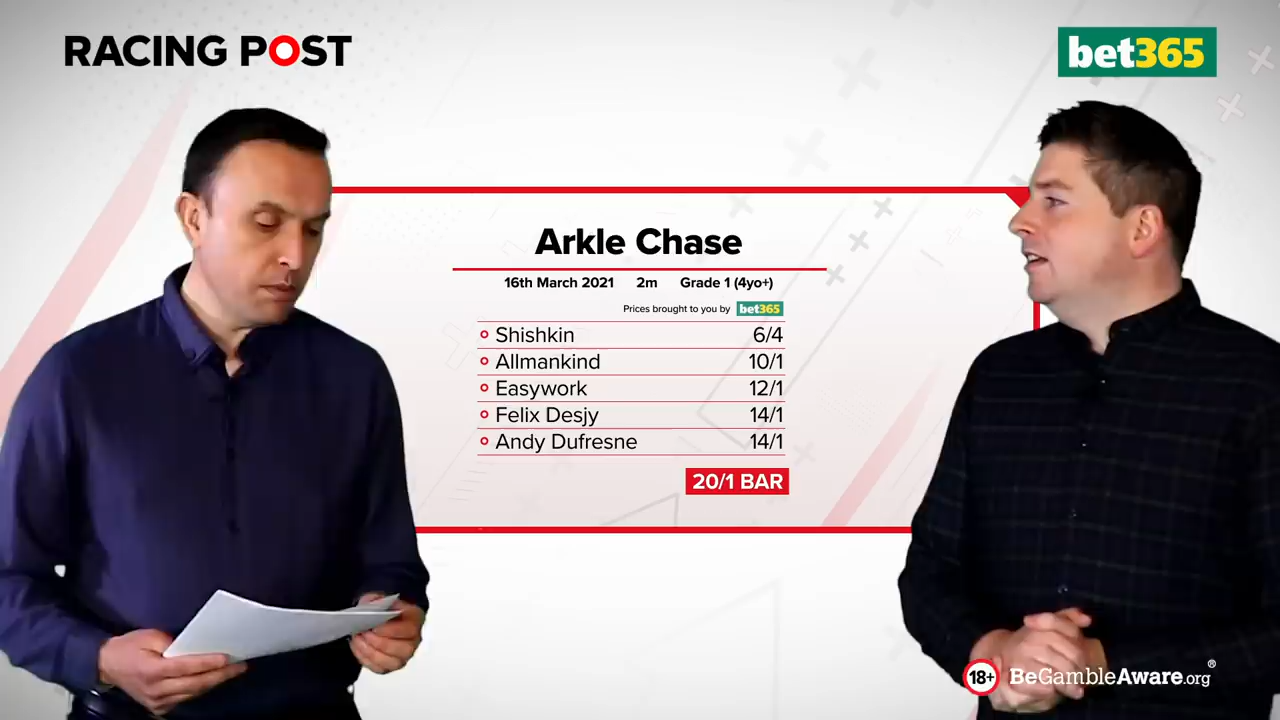 RACING POST
bet365
Arkle Chase
16th March 2021 2m Grade 1 (4yo+)
Prices brought to you by bet365
Shishkin 6/4
Allmankind 10/1
Easywork 12/1
Felix Desjy 14/1
Andy Dufresne 14/1
20/1 BAR
18+ BeGambleAware.org®